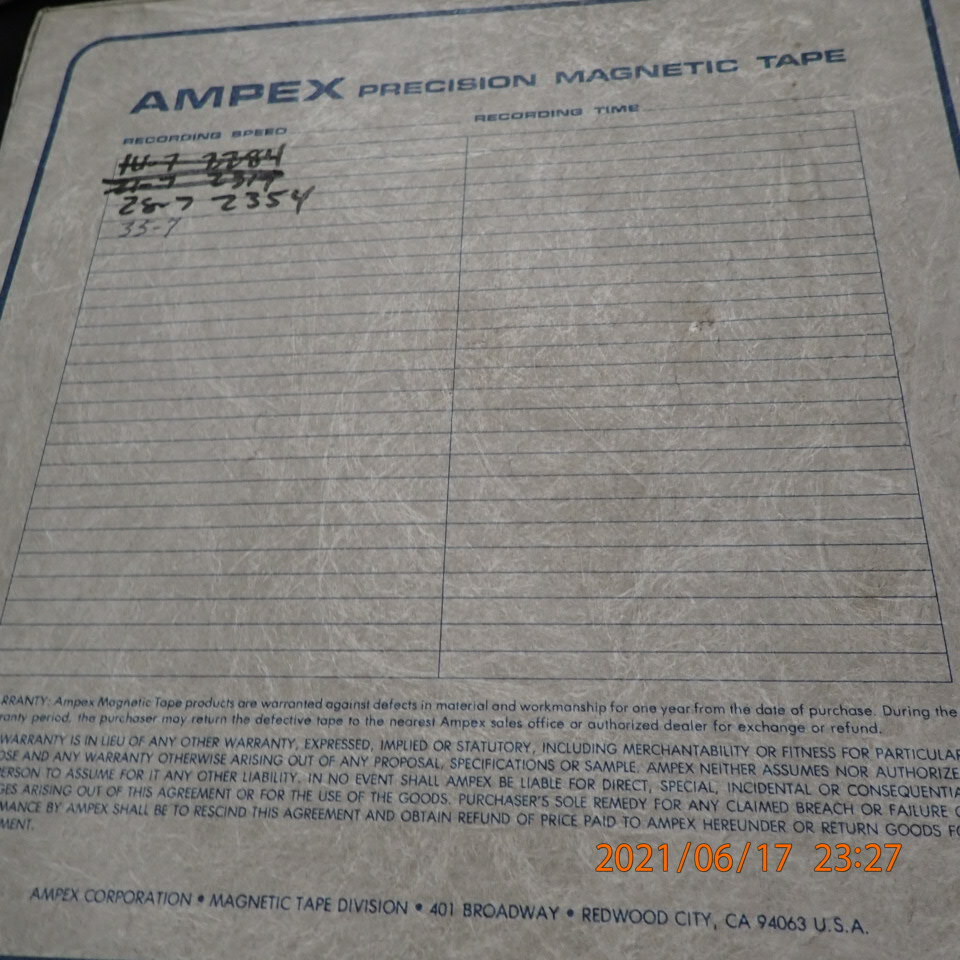 AMPEX PRECISION MAGNETIC TAPE
RECORDING SPEED RECORDING TIME
28-7 2354
35-7
RRANTY: Ampex Magnetic Tape products are warranted against defects in material and workmanship for one year from the date of purchase. During the
ranty period, the purchaser may return the defective tape to the nearest Ampex sales office or authorized dealer for exchange or refund.
WARRANTY IS IN LIEU OF ANY OTHER WARRANTY, EXPRESSED, IMPLIED OR STATUTORY, INCLUDING MERCHANTABILITY OR FITNESS FOR PARTICULAR
OSE AND ANY WARRANTY OTHERWISE ARISING OUT OF ANY PROPOSAL, SPECIFICATIONS OR SAMPLE. AMPEX NEITHER ASSUMES NOR AUTHORIZE
ERSON TO ASSUME FOR IT ANY OTHER LIABILITY. IN NO EVENT SHALL AMPEX BE LIABLE FOR DIRECT, SPECIAL, INCIDENTAL OR CONSEQUENTIA
GES ARISING OUT OF THIS AGREEMENT OR FOR THE USE OF THE GOODS. PURCHASER'S SOLE REMEDY FOR ANY CLAIMED BREACH OR FAILURE
MANCE BY AMPEX SHALL BE TO RESCIND THIS AGREEMENT AND OBTAIN REFUND OF PRICE PAID TO AMPEX HEREUNDER OR RETURN GOODS FO
MENT.
2021/06/17 23:27
AMPEX CORPORATION • MAGNETIC TAPE DIVISION • 401 BROADWAY • REDWOOD CITY, CA 94063 U.S.A.